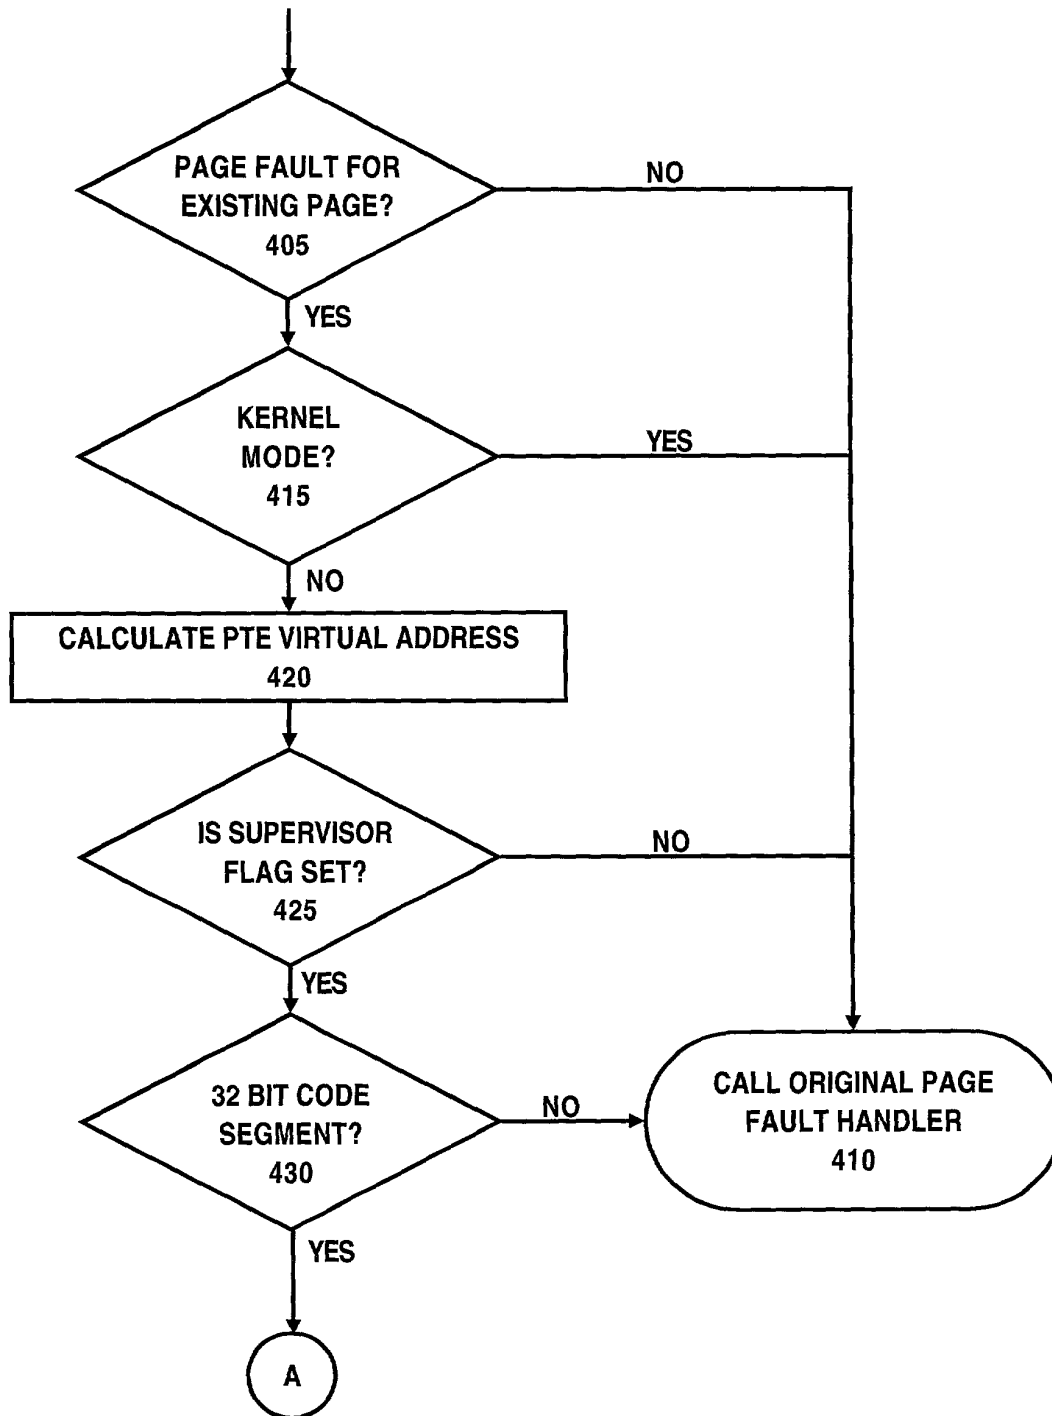 PAGE FAULT FOR
EXISTING PAGE?
405
NO
YES
KERNEL
MODE?
415
YES
NO
CALCULATE PTE VIRTUAL ADDRESS
420
IS SUPERVISOR
FLAG SET?
425
NO
YES
32 BIT CODE
SEGMENT?
430
NO
CALL ORIGINAL PAGE
FAULT HANDLER
410
YES
A